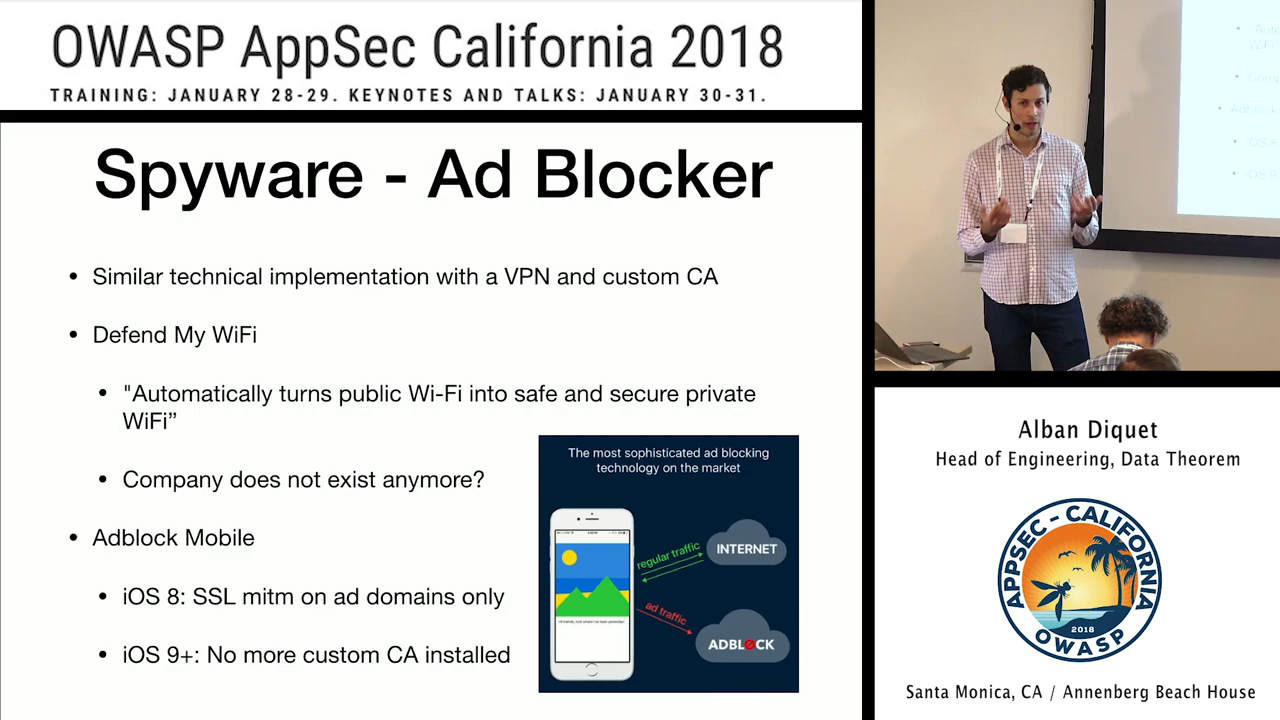 OWASP AppSec California 2018
TRAINING: JANUARY 28-29. KEYNOTES AND TALKS: JANUARY 30-31.
Spyware - Ad Blocker
• Similar technical implementation with a VPN and custom CA
• Defend My WiFi
• "Automatically turns public Wi-Fi into safe and secure private
WiFi”
• Company does not exist anymore?
• Adblock Mobile
• iOS 8: SSL mitm on ad domains only
• iOS 9+: No more custom CA installed
The most sophisticated ad blocking
technology on the market
INTERNET
regular traffic
ad traffic
ADBLOCK
Alban Diquet
Head of Engineering, Data Theorem
APPSEC - CALIFORNIA
2018
OWASP
Santa Monica, CA / Annenberg Beach House